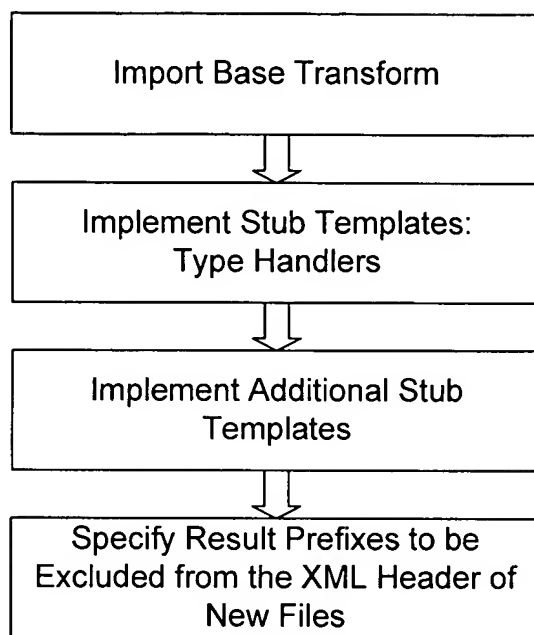 Import Base Transform
Implement Stub Templates:
Type Handlers
Implement Additional Stub
Templates
Specify Result Prefixes to be
Excluded from the XML Header of
New Files